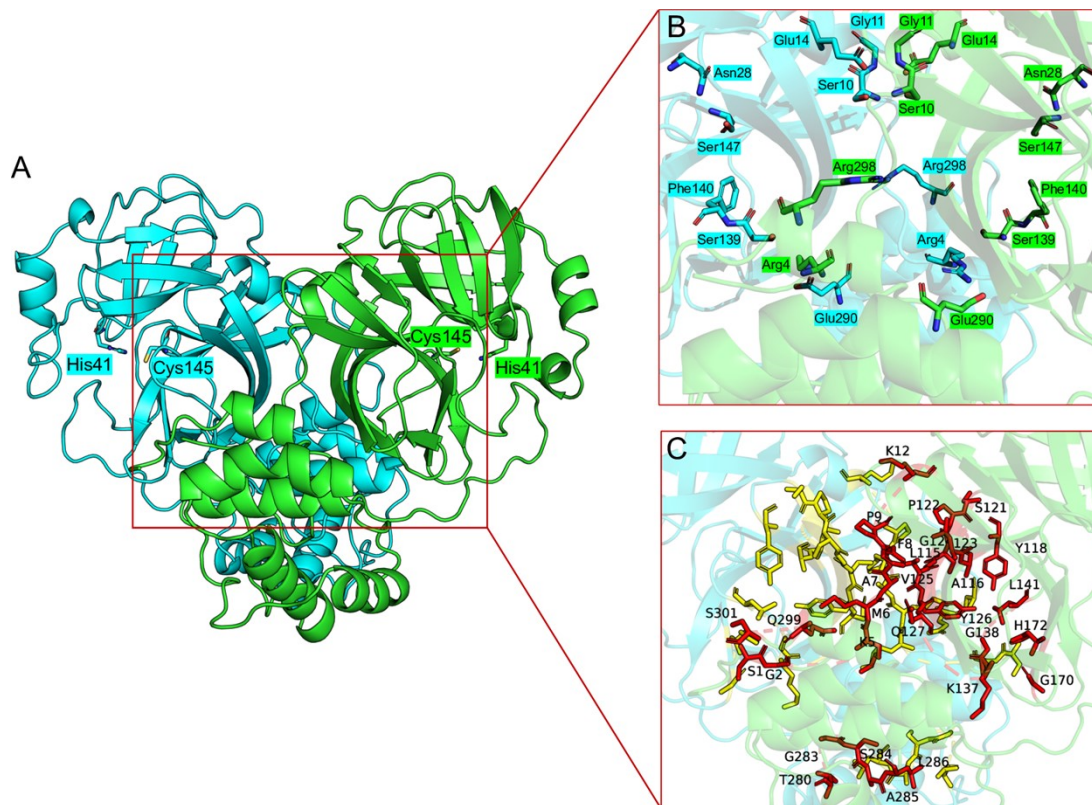 A
His41
Cys145
Cys145
His41
B
Gly11
Gly11
Glu14
Glu14
Asn28
Ser10
Asn28
Ser10
Ser147
Ser147
Arg298
Arg298
Phe140
Phe140
Ser139
Ser139
Arg4
Arg4
Glu290
Glu290
C
K12
P122
S121
P9
G12
123
Y118
F8
L115
A7
V125
A116
L141
S301
M6
Q299
Y126
H172
Q127
G138
K5
S1
G2
G170
K137
G283
S284
L286
T280
A285